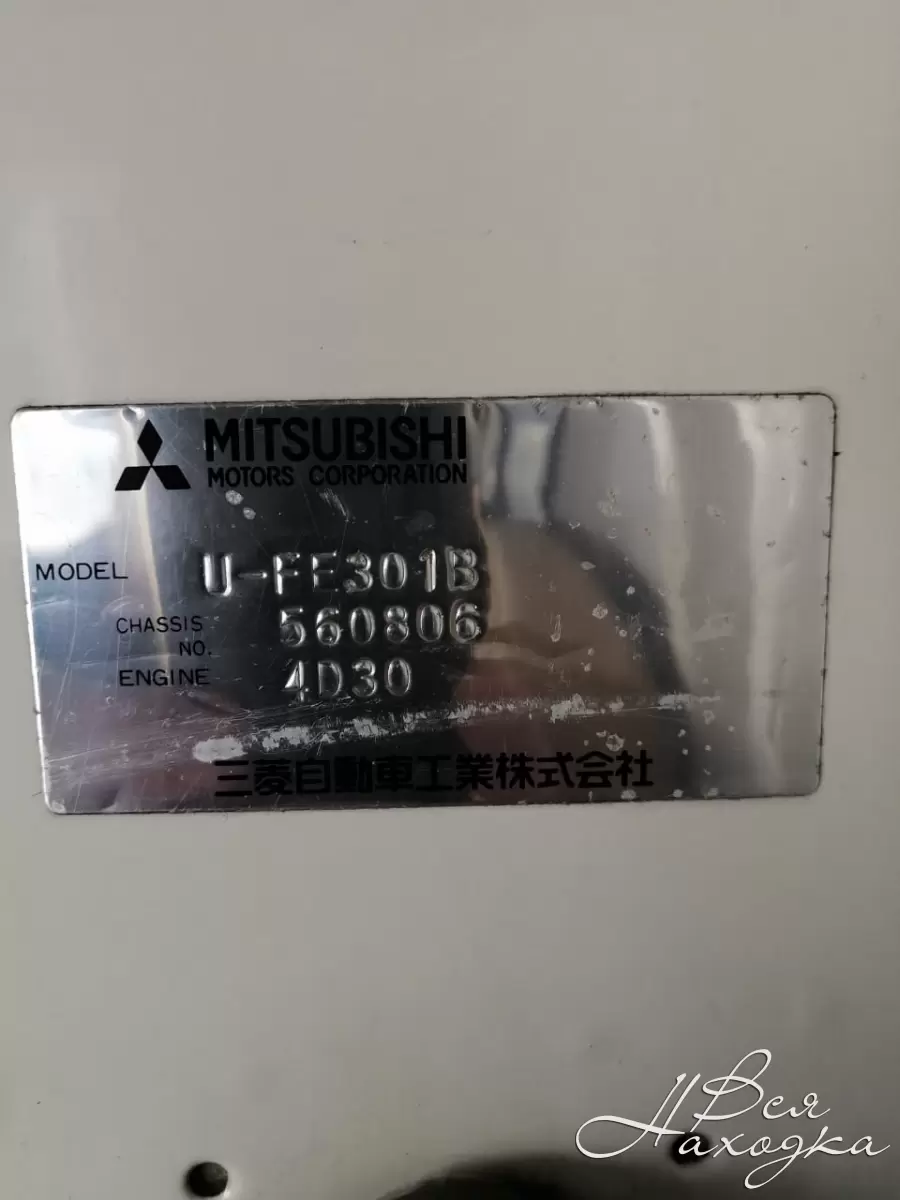 MITSUBISHI
MOTORS CORPORATION
MODEL U-FE301B
CHASSIS NO. 560806
ENGINE 4D30
三菱自動車工業株式会社
Вся
Находка